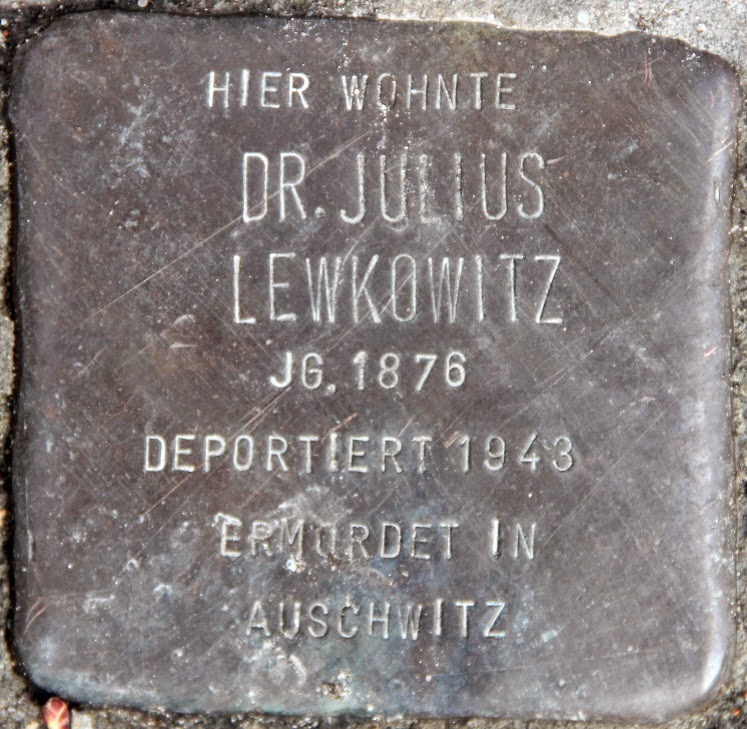 HIER WOHNTE
DR. JULIUS
LEWKOWITZ
JG. 1876
DEPORTIERT 1943
ERMORDET IN
AUSCHWITZ